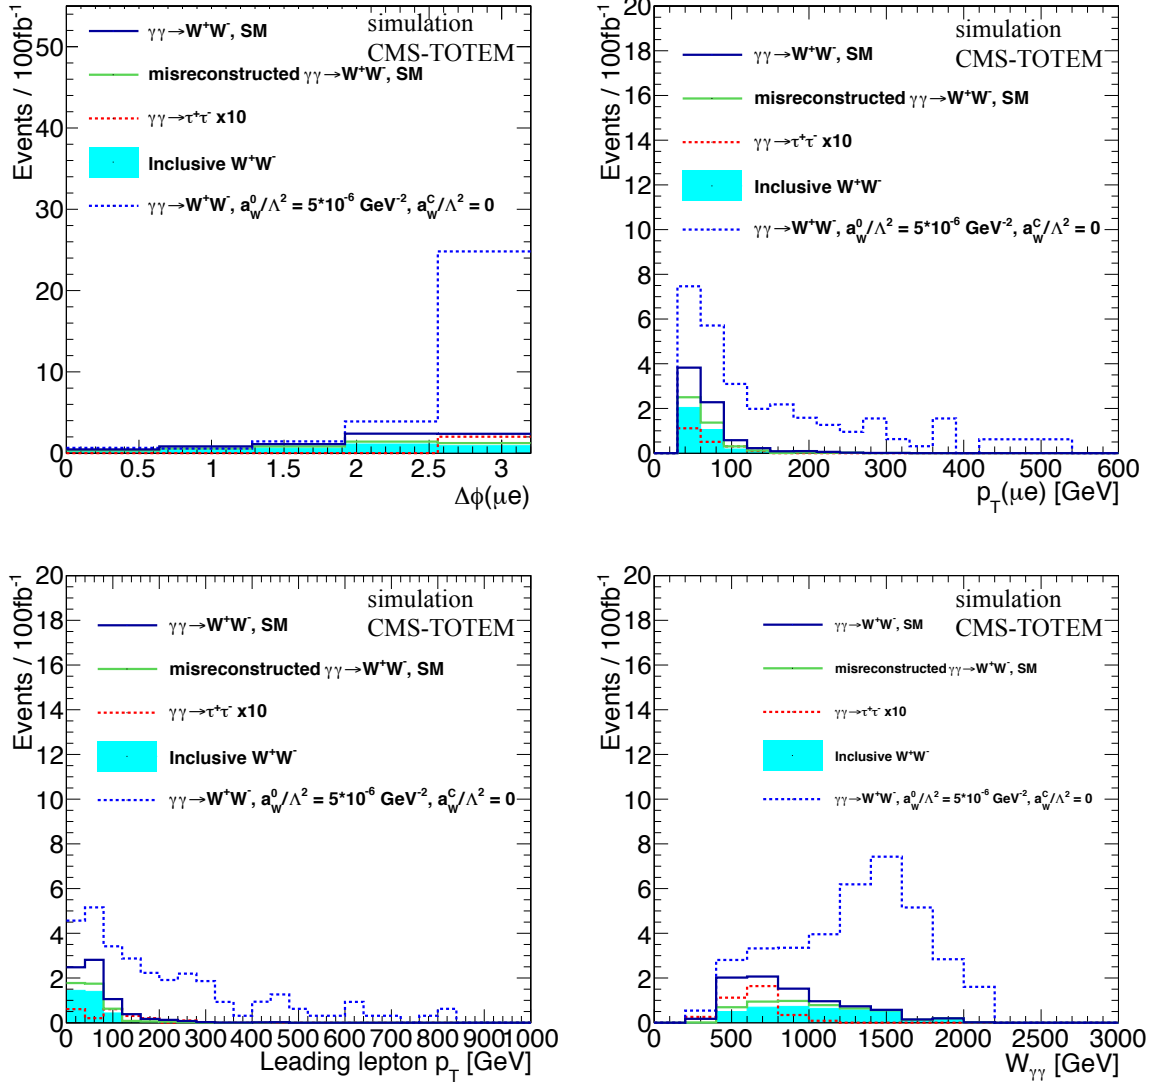 Events / 100fb⁻¹
50
40
30
20
10
0
simulation
CMS-TOTEM
γγ→W⁺W⁻, SM
misreconstructed γγ→W⁺W⁻, SM
γγ→τ⁺τ⁻ x10
Inclusive W⁺W⁻
γγ→W⁺W⁻, a⁰_W/Λ² = 5*10⁻⁶ GeV⁻², a^C_W/Λ² = 0
0 0.5 1 1.5 2 2.5 3
Δϕ(μe)
Events / 100fb⁻¹
20
18
16
14
12
10
8
6
4
2
0
simulation
CMS-TOTEM
γγ→W⁺W⁻, SM
misreconstructed γγ→W⁺W⁻, SM
γγ→τ⁺τ⁻ x10
Inclusive W⁺W⁻
γγ→W⁺W⁻, a⁰_W/Λ² = 5*10⁻⁶ GeV⁻², a^C_W/Λ² = 0
0 100 200 300 400 500 600
p_T(μe) [GeV]
Events / 100fb⁻¹
20
18
16
14
12
10
8
6
4
2
0
simulation
CMS-TOTEM
γγ→W⁺W⁻, SM
misreconstructed γγ→W⁺W⁻, SM
γγ→τ⁺τ⁻ x10
Inclusive W⁺W⁻
γγ→W⁺W⁻, a⁰_W/Λ² = 5*10⁻⁶ GeV⁻², a^C_W/Λ² = 0
0 100 200 300 400 500 600 700 800 900 1000
Leading lepton p_T [GeV]
Events / 100fb⁻¹
20
18
16
14
12
10
8
6
4
2
0
simulation
CMS-TOTEM
γγ→W⁺W⁻, SM
misreconstructed γγ→W⁺W⁻, SM
γγ→τ⁺τ⁻ x10
Inclusive W⁺W⁻
γγ→W⁺W⁻, a⁰_W/Λ² = 5*10⁻⁶ GeV⁻², a^C_W/Λ² = 0
0 500 1000 1500 2000 2500 3000
W_γγ [GeV]